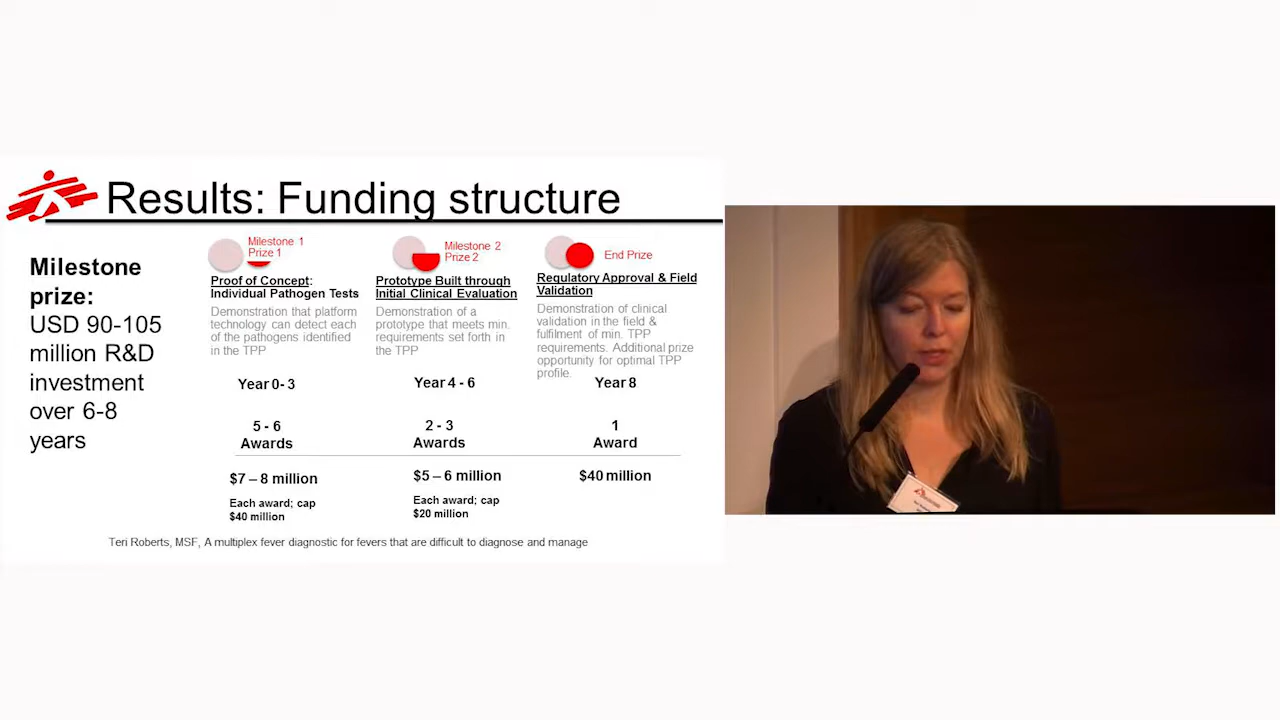 Results: Funding structure
Milestone
prize:
USD 90-105
million R&D
investment
over 6-8
years
Milestone 1
Prize 1
Proof of Concept:
Individual Pathogen Tests
Demonstration that platform
technology can detect each
of the pathogens identified
in the TPP
Year 0- 3
5 - 6
Awards
$7 – 8 million
Each award; cap
$40 million
Milestone 2
Prize 2
Prototype Built through
Initial Clinical Evaluation
Demonstration of a
prototype that meets min.
requirements set forth in
the TPP
Year 4 - 6
2 - 3
Awards
$5 – 6 million
Each award; cap
$20 million
End Prize
Regulatory Approval & Field
Validation
Demonstration of clinical
validation in the field &
fulfilment of min. TPP
requirements. Additional prize
opportunity for optimal TPP
profile.
Year 8
1
Award
$40 million
Teri Roberts, MSF, A multiplex fever diagnostic for fevers that are difficult to diagnose and manage